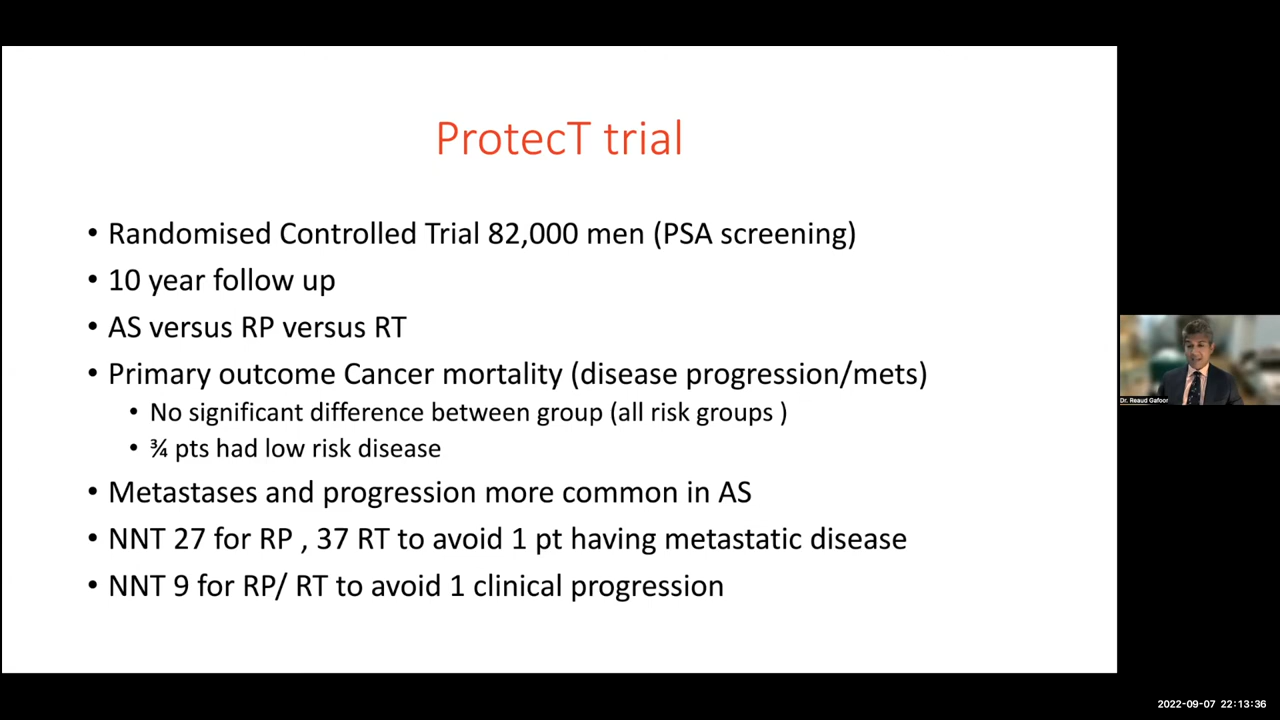 ProtecT trial
• Randomised Controlled Trial 82,000 men (PSA screening)
• 10 year follow up
• AS versus RP versus RT
• Primary outcome Cancer mortality (disease progression/mets)
• No significant difference between group (all risk groups )
• ¾ pts had low risk disease
• Metastases and progression more common in AS
• NNT 27 for RP , 37 RT to avoid 1 pt having metastatic disease
• NNT 9 for RP/ RT to avoid 1 clinical progression
Dr. Reaud Gafoor
2022-09-07 22:13:36